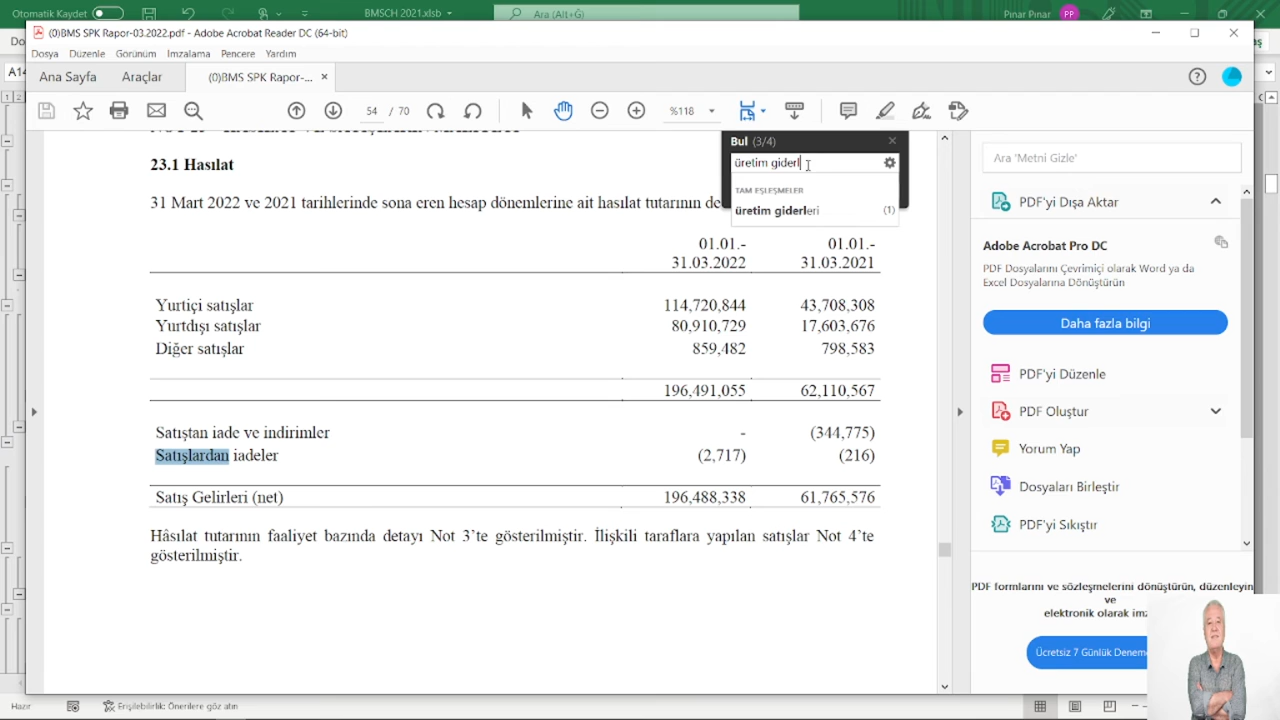 Otomatik Kaydet
BMSCH 2021.xlsb
Ara (Alt+G)
Pınar Pınar PP
(0)BMS SPK Rapor-03.2022.pdf - Adobe Acrobat Reader DC (64-bit)
Dosya Düzenle Görünüm Imzalama Pencere Yardım
Ana Sayfa Araçlar (0)BMS SPK Rapor-... ×
54 / 70 %118
Bul (3/4)
üretim giderl
TAM EŞLEŞMELER
üretim giderleri (1)
23.1 Hasılat
31 Mart 2022 ve 2021 tarihlerinde sona eren hesap dönemlerine ait hasılat tutarının de
01.01.- 01.01.-
31.03.2022 31.03.2021
Yurtiçi satışlar 114,720,844 43,708,308
Yurtdışı satışlar 80,910,729 17,603,676
Diğer satışlar 859,482 798,583
196,491,055 62,110,567
Satıştan iade ve indirimler - (344,775)
Satışlardan iadeler (2,717) (216)
Satış Gelirleri (net) 196,488,338 61,765,576
Hâsılat tutarının faaliyet bazında detayı Not 3’te gösterilmiştir. İlişkili taraflara yapılan satışlar Not 4’te
gösterilmiştir.
Ara 'Metni Gizle'
PDF'yi Dışa Aktar
Adobe Acrobat Pro DC
PDF Dosyalarını Çevrimiçi olarak Word ya da
Excel Dosyalarına Dönüştürün
Daha fazla bilgi
PDF'yi Düzenle
PDF Oluştur
Yorum Yap
Dosyaları Birleştir
PDF'yi Sıkıştır
PDF formlarını ve sözleşmelerini dönüştürün, düzenleyin
ve
elektronik olarak imz
Ücretsiz 7 Günlük Deneme
Hazır Erişilebilirlik: Önerilere göz atın